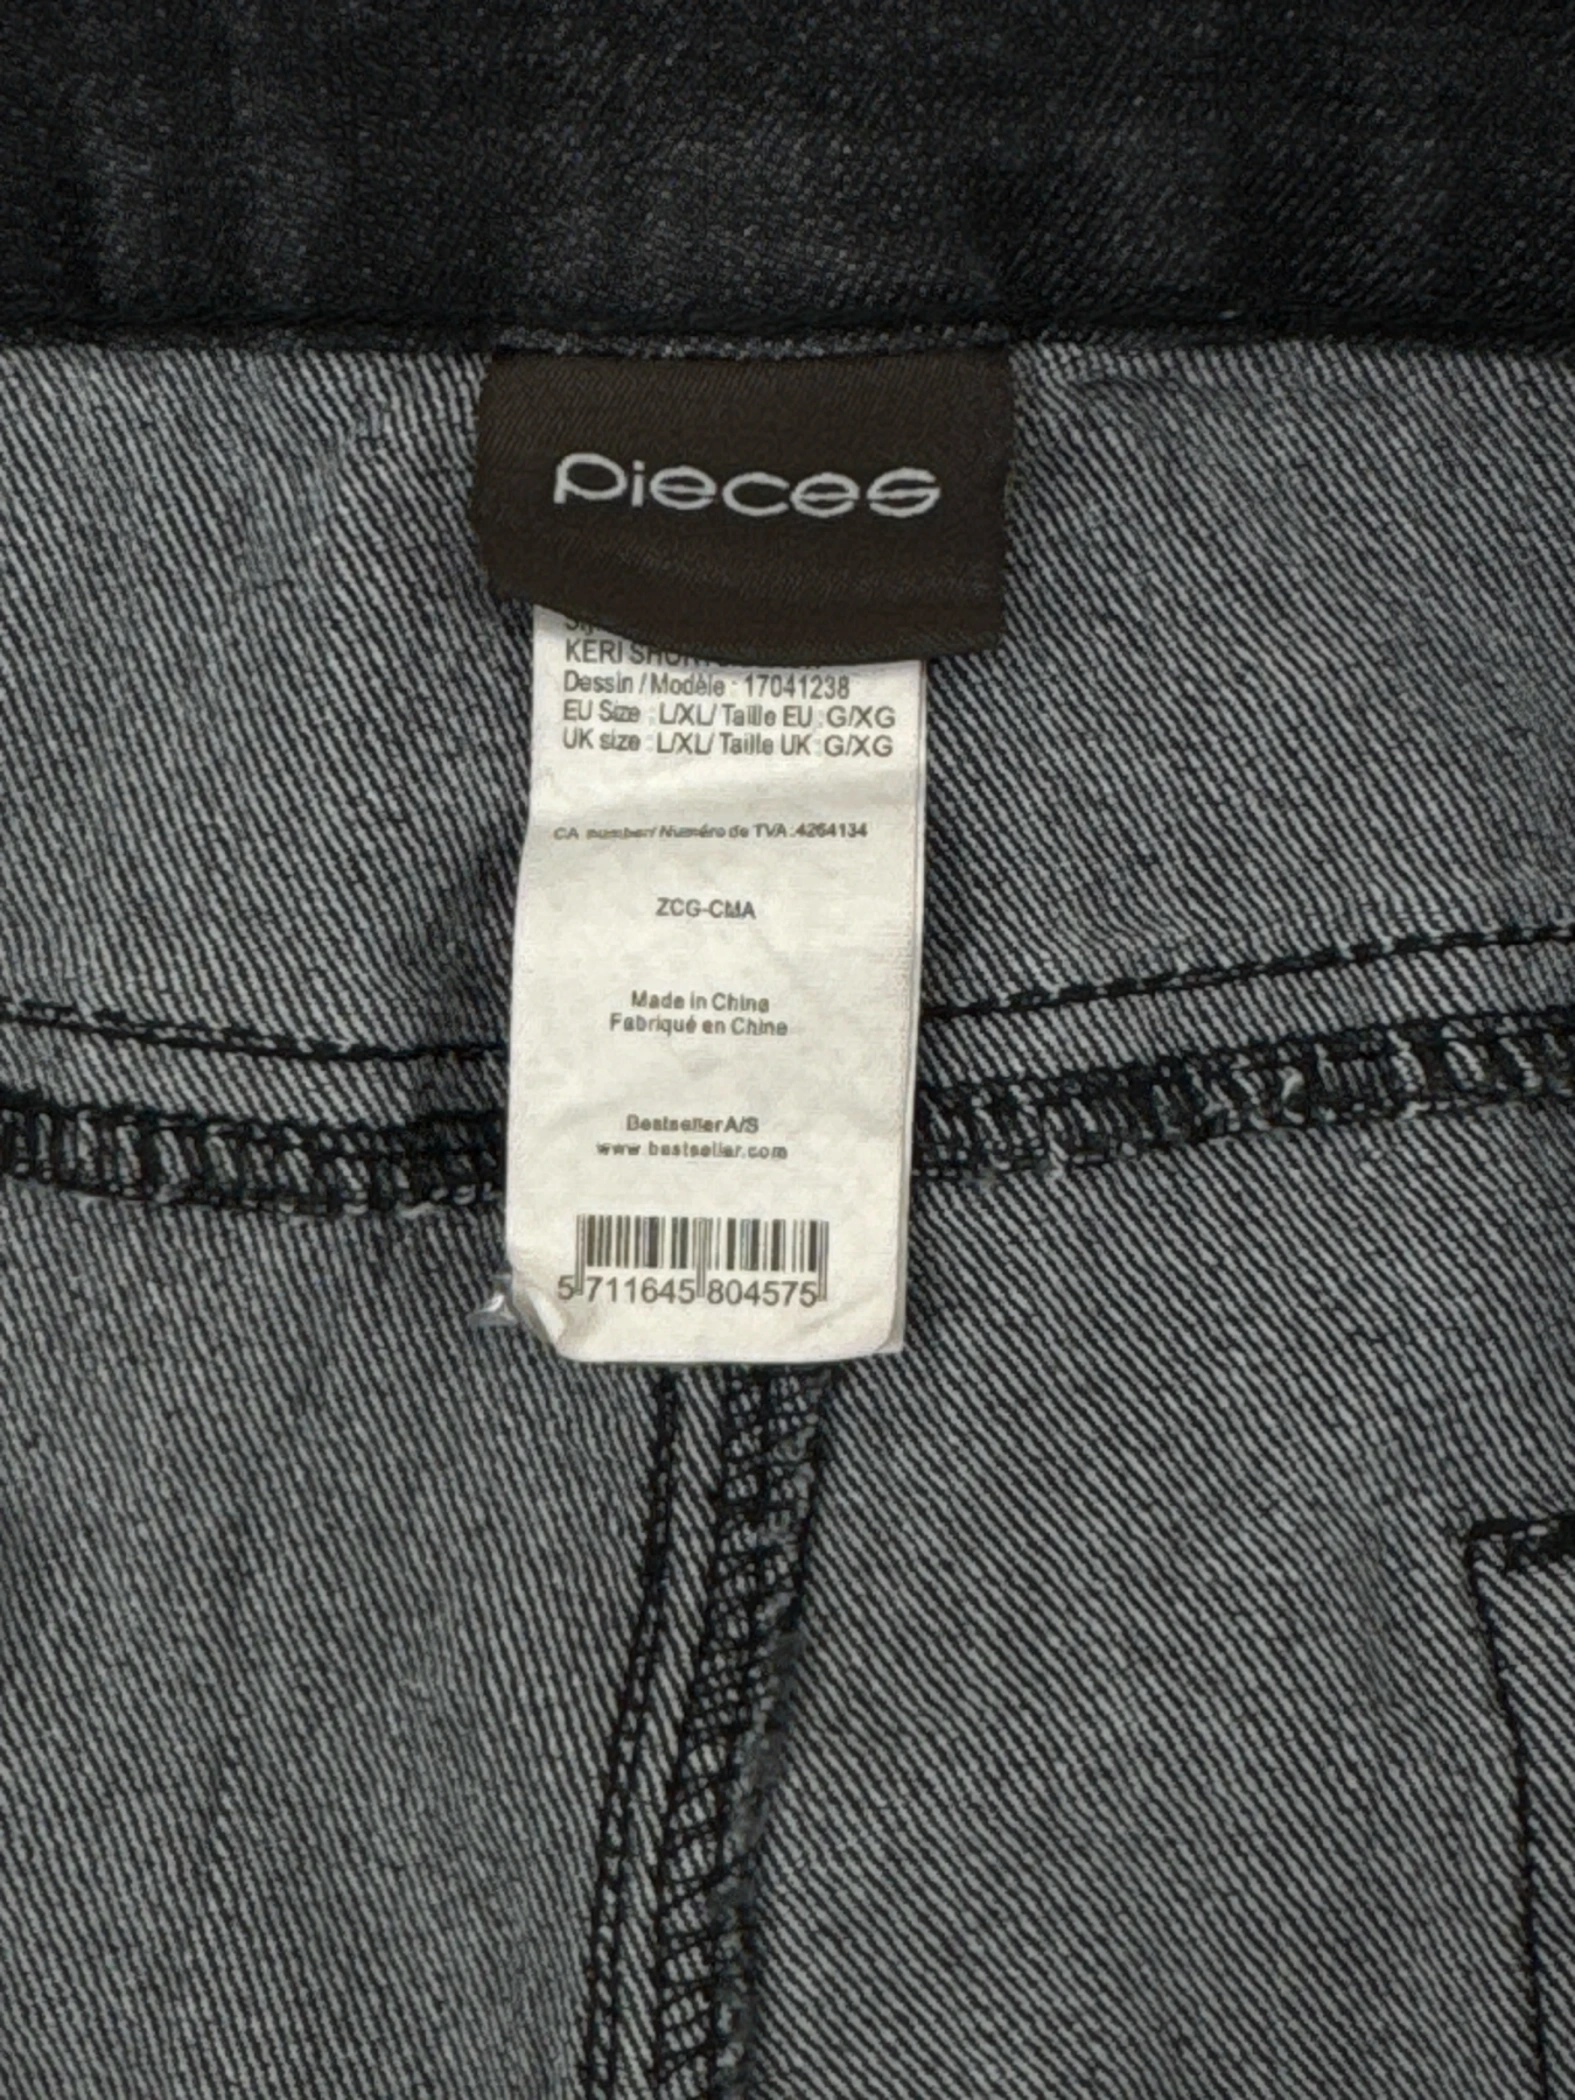 Pieces
KERI
Dessin / Modèle : 17041238
EU Size : L/XL/ Taille EU : G/XG
UK size : L/XL/ Taille UK : G/XG
CA number/ Numéro de TVA :4264134
ZCG-CMA
Made in China
Fabriqué en Chine
Bestseller A/S
www.bestseller.com
5 711645 804575